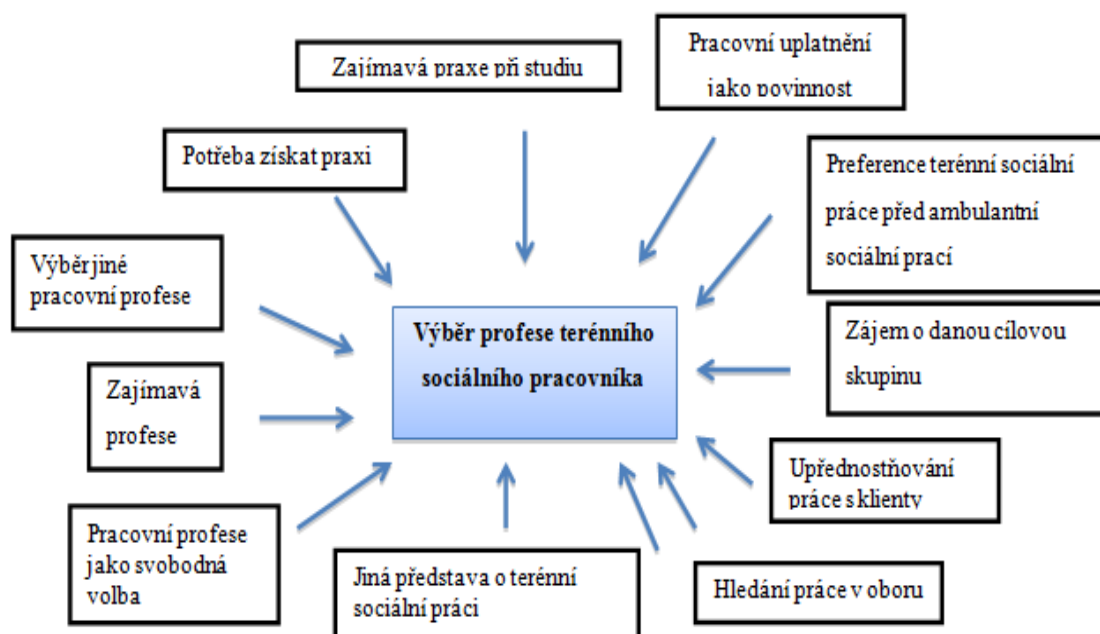 Zajímavá praxe při studiu
Pracovní uplatnění
jako povinnost
Potřeba získat praxi
Preference terénní sociální
práce před ambulantní
sociální prací
Výběr jiné
pracovní profese
Výběr profese terénního
sociálního pracovníka
Zájem o danou cílovou
skupinu
Zajímavá
profese
Upřednostňování
práce s klienty
Pracovní profese
jako svobodná
volba
Jiná představa o terénní
sociální práci
Hledání práce v oboru